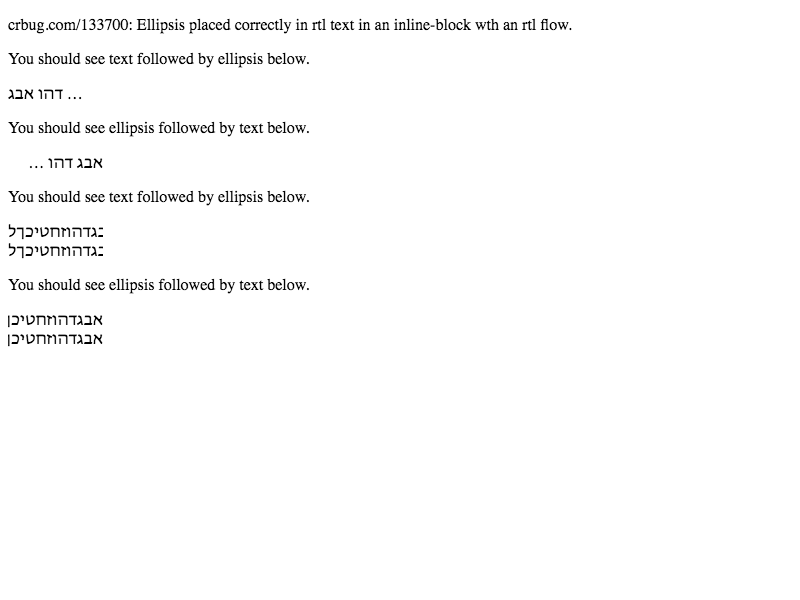 crbug.com/133700: Ellipsis placed correctly in rtl text in an inline-block wth an rtl flow.
You should see text followed by ellipsis below.
דהו אבג ...
You should see ellipsis followed by text below.
אבג דהו ...
You should see text followed by ellipsis below.
בגדהוזחטיכךל
בגדהוזחטיכךל
You should see ellipsis followed by text below.
אבגדהוזחטיכן
אבגדהוזחטיכן